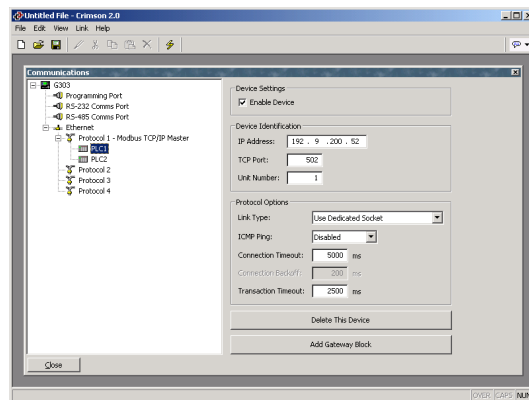 Untitled File - Crimson 2.0
File Edit View Link Help
Communications
G303
Programming Port
RS-232 Comms Port
RS-485 Comms Port
Ethernet
Protocol 1 - Modbus TCP/IP Master
PLC1
PLC2
Protocol 2
Protocol 3
Protocol 4
Device Settings
Enable Device
Device Identification
IP Address: 192 . 9 .200 . 52
TCP Port: 502
Unit Number: 1
Protocol Options
Link Type: Use Dedicated Socket
ICMP Ping: Disabled
Connection Timeout: 5000 ms
Connection Backoff: 200 ms
Transaction Timeout: 2500 ms
Delete This Device
Add Gateway Block
Close
OVER CAPS NUM